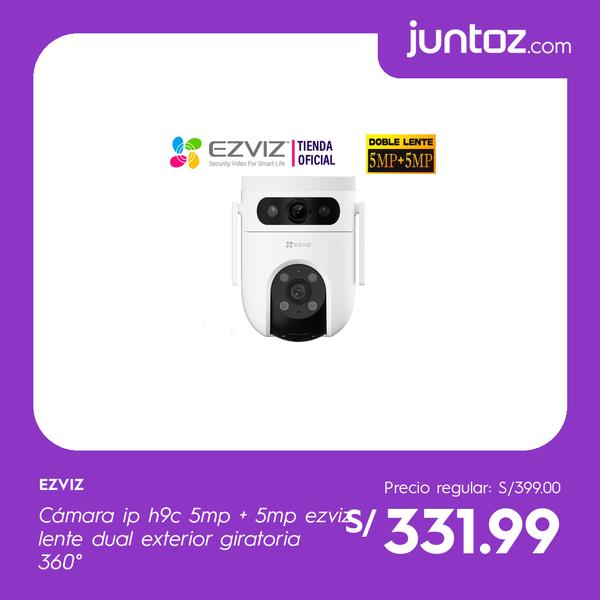 juntoz.com
EZVIZ TIENDA
Security Video For Smart Life OFICIAL
DOBLE LENTE
5MP+5MP
EZVIZ
EZVIZ
Precio regular: S/399.00
Cámara ip h9c 5mp + 5mp ezviz
lente dual exterior giratoria
360°
S/ 331.99